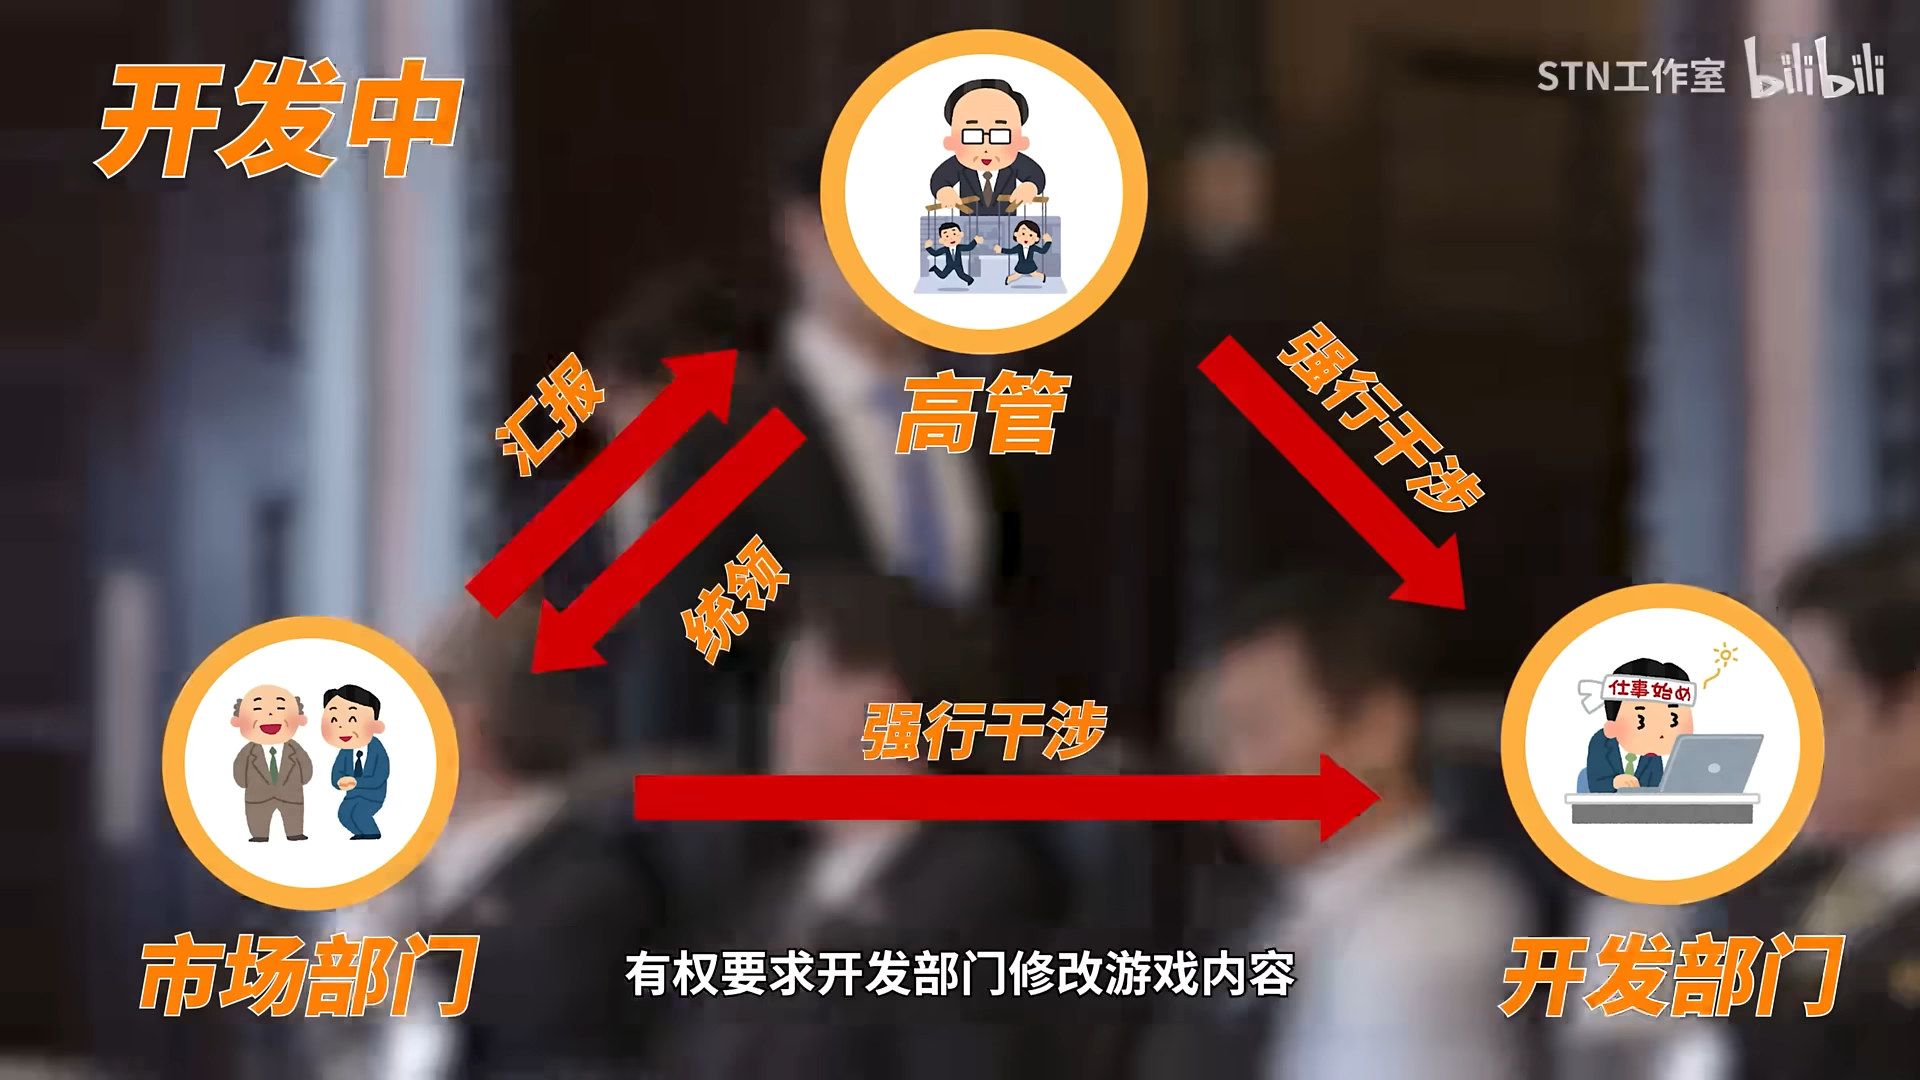 开发中
STN工作室 bilibili
高管
汇报
统领
强行干涉
强行干涉
仕事始め
市场部门
开发部门
有权要求开发部门修改游戏内容